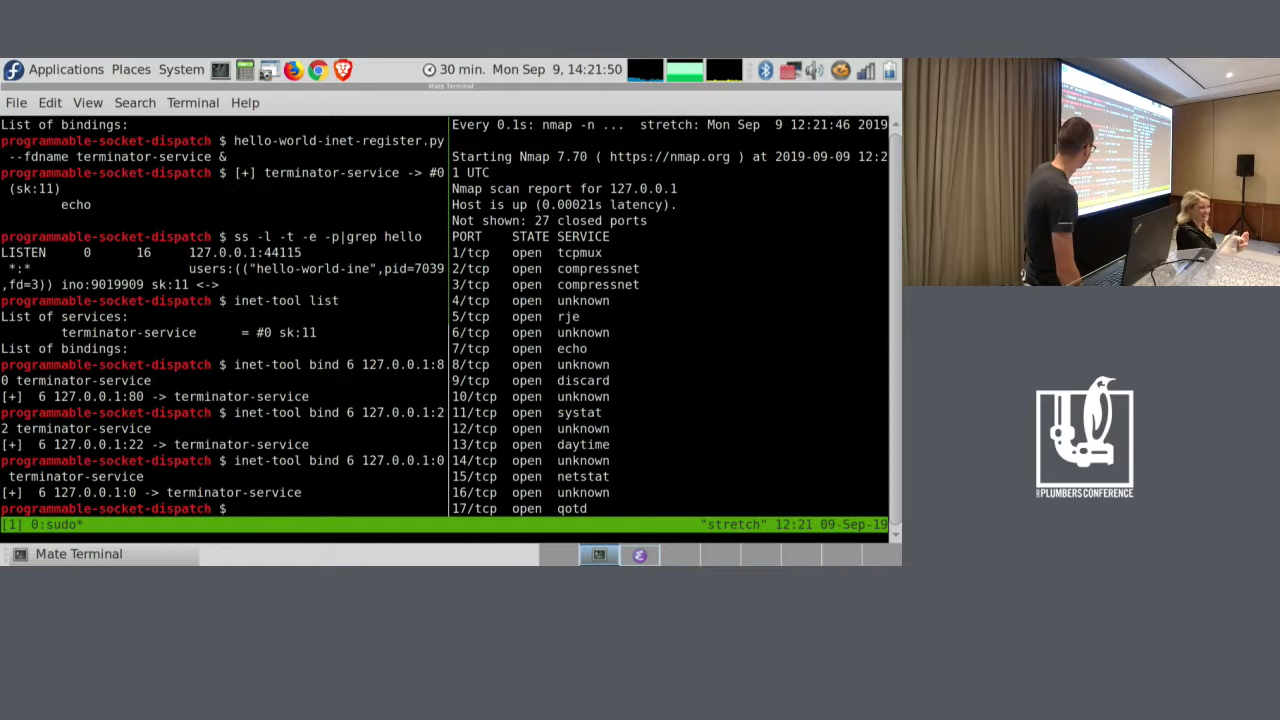 Applications Places System 30 min. Mon Sep 9, 14:21:50
Mate Terminal
File Edit View Search Terminal Help
List of bindings:
programmable-socket-dispatch $ hello-world-inet-register.py
--fdname terminator-service &
programmable-socket-dispatch $ [+] terminator-service -> #0
(sk:11)
echo
programmable-socket-dispatch $ ss -l -t -e -p|grep hello
LISTEN 0 16 127.0.0.1:44115
*:* users:(("hello-world-ine",pid=7039
,fd=3)) ino:9019909 sk:11 <->
programmable-socket-dispatch $ inet-tool list
List of services:
terminator-service = #0 sk:11
List of bindings:
programmable-socket-dispatch $ inet-tool bind 6 127.0.0.1:8
0 terminator-service
[+] 6 127.0.0.1:80 -> terminator-service
programmable-socket-dispatch $ inet-tool bind 6 127.0.0.1:2
2 terminator-service
[+] 6 127.0.0.1:22 -> terminator-service
programmable-socket-dispatch $ inet-tool bind 6 127.0.0.1:0
terminator-service
[+] 6 127.0.0.1:0 -> terminator-service
programmable-socket-dispatch $
Every 0.1s: nmap -n ... stretch: Mon Sep 9 12:21:46 2019
Starting Nmap 7.70 ( https://nmap.org ) at 2019-09-09 12:2
1 UTC
Nmap scan report for 127.0.0.1
Host is up (0.00021s latency).
Not shown: 27 closed ports
PORT STATE SERVICE
1/tcp open tcpmux
2/tcp open compressnet
3/tcp open compressnet
4/tcp open unknown
5/tcp open rje
6/tcp open unknown
7/tcp open echo
8/tcp open unknown
9/tcp open discard
10/tcp open unknown
11/tcp open systat
12/tcp open unknown
13/tcp open daytime
14/tcp open unknown
15/tcp open netstat
16/tcp open unknown
17/tcp open qotd
[1] 0:sudo* "stretch" 12:21 09-Sep-19
Mate Terminal
PLUMBERS CONFERENCE